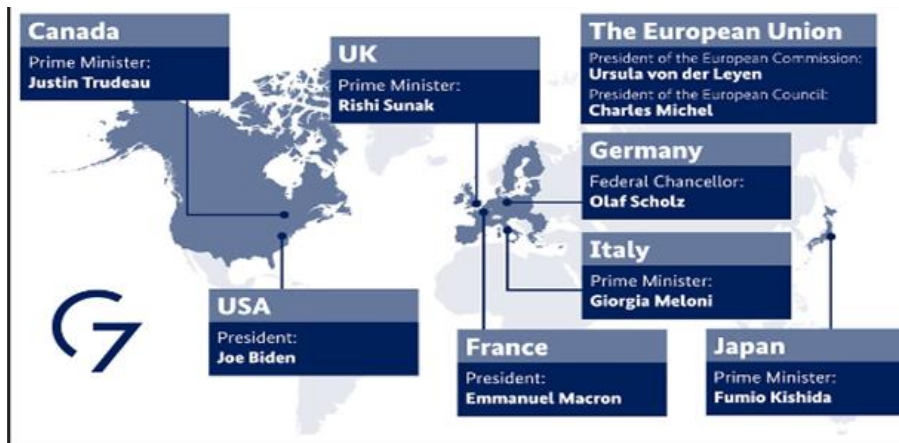 Canada
Prime Minister:
Justin Trudeau
UK
Prime Minister:
Rishi Sunak
The European Union
President of the European Commission:
Ursula von der Leyen
President of the European Council:
Charles Michel
Germany
Federal Chancellor:
Olaf Scholz
Italy
Prime Minister:
Giorgia Meloni
USA
President:
Joe Biden
France
President:
Emmanuel Macron
Japan
Prime Minister:
Fumio Kishida
G7